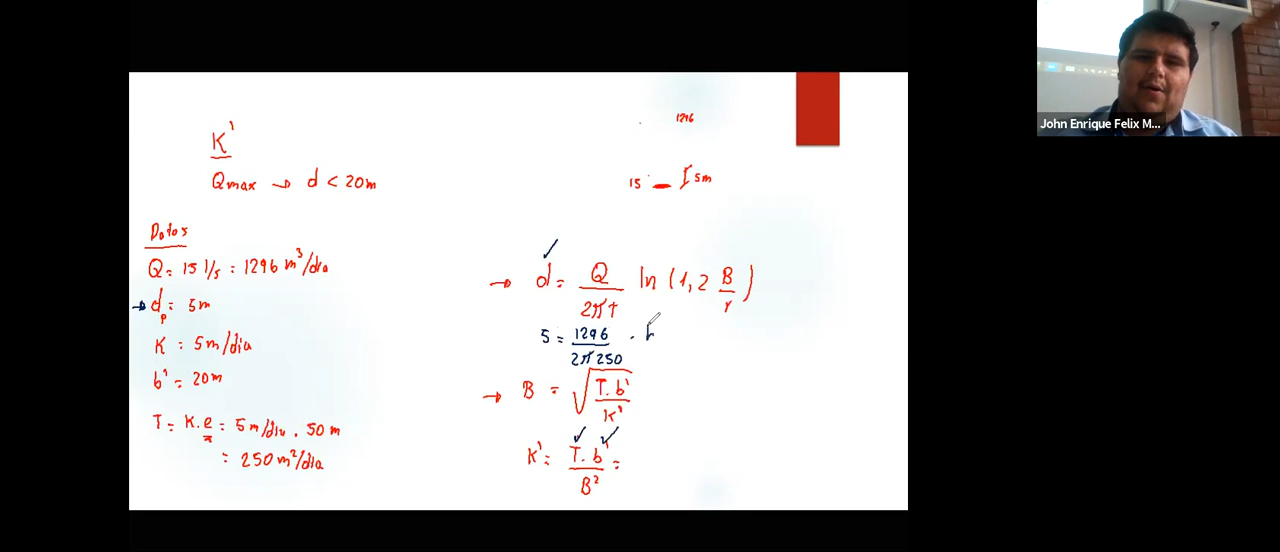 K'
Qmax → d < 20m
1296
15 5m
Datos
Q = 15 l/s = 1296 m³/dia
dp = 5m
K = 5m/dia
b' = 20m
T = K.e = 5m/dia . 50 m
= 250 m²/dia
→ d = Q/2πT ln (1,2 B/r)
5 = 1296/2π250 .
→ B = √(T.b'/K')
K' = T.b'/B² =
John Enrique Felix M...